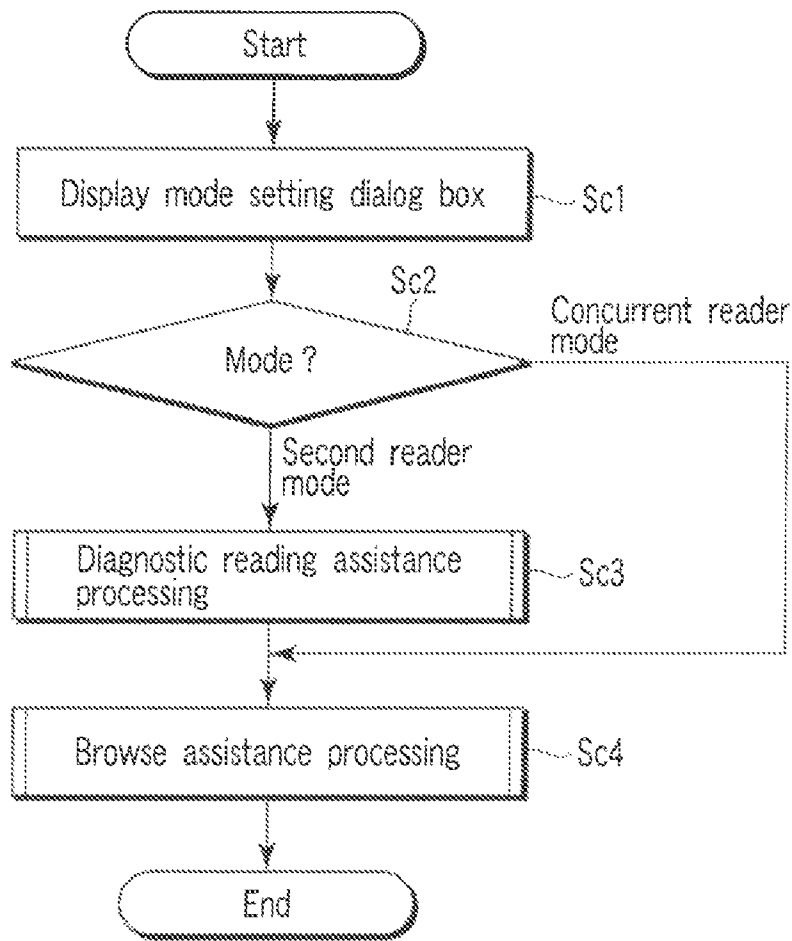 Start
Display mode setting dialog box
Sc1
Sc2
Concurrent reader
mode
Mode ?
Second reader
mode
Diagnostic reading assistance
processing
Sc3
Browse assistance processing
Sc4
End